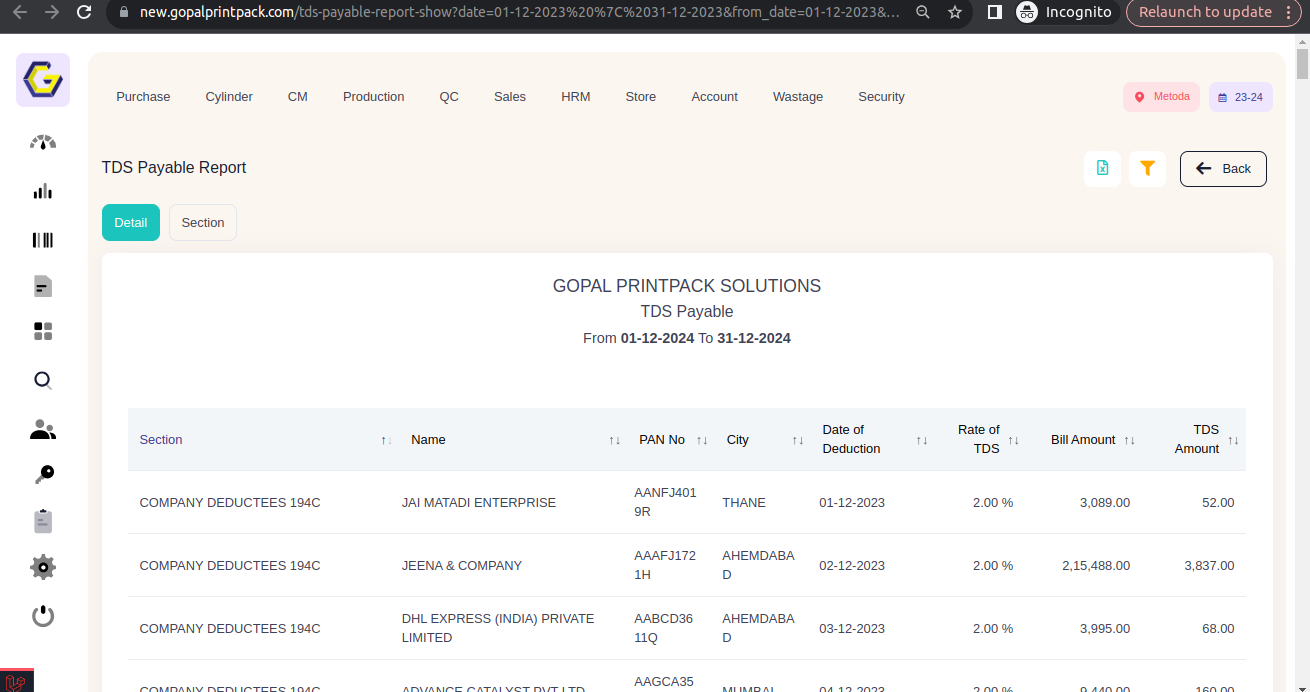 new.gopalprintpack.com/tds-payable-report-show?date=01-12-2023%20%7C%2031-12-2023&from_date=01-12-2023&...
Incognito
Relaunch to update
Purchase Cylinder CM Production QC Sales HRM Store Account Wastage Security
Metoda
23-24
TDS Payable Report
Back
Detail Section
GOPAL PRINTPACK SOLUTIONS
TDS Payable
From 01-12-2024 To 31-12-2024
Section Name PAN No City Date of Deduction Rate of TDS Bill Amount TDS Amount
COMPANY DEDUCTEES 194C JAI MATADI ENTERPRISE AANFJ4019R THANE 01-12-2023 2.00 % 3,089.00 52.00
COMPANY DEDUCTEES 194C JEENA & COMPANY AAAFJ1721H AHEMDABAD 02-12-2023 2.00 % 2,15,488.00 3,837.00
COMPANY DEDUCTEES 194C DHL EXPRESS (INDIA) PRIVATE LIMITED AABCD3611Q AHEMDABAD 03-12-2023 2.00 % 3,995.00 68.00
COMPANY DEDUCTEES 194C ADVANCE CATALYST PVT LTD AAGCA35 MUMBAI 04-12-2023 2.00 % 9,440.00 160.00